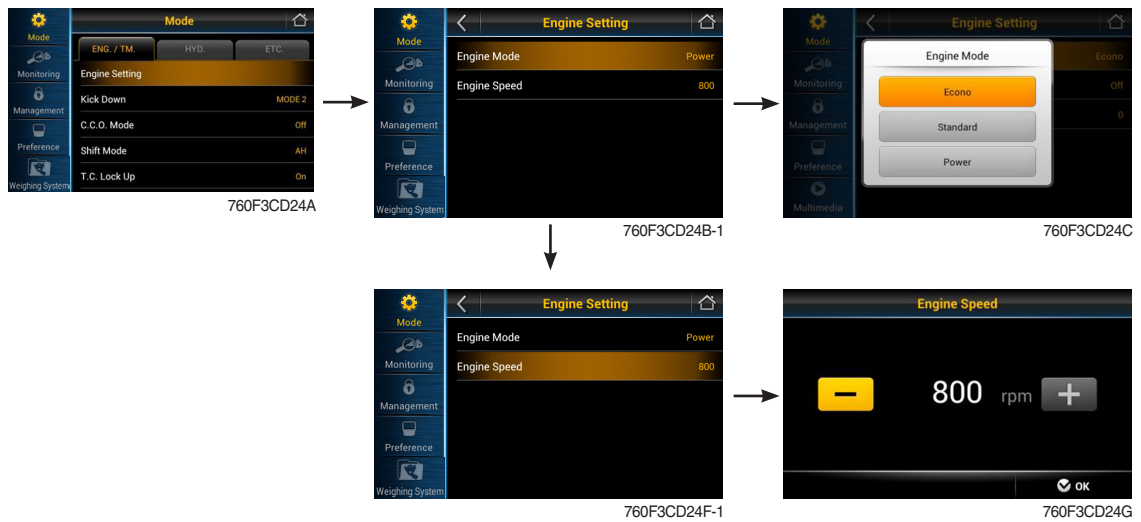 Mode
Mode
ENG. / TM. HYD. ETC.
Monitoring
Engine Setting
Kick Down MODE 2
Management
C.C.O. Mode Off
Preference
Shift Mode AH
T.C. Lock Up On
Weighing System
760F3CD24A
Engine Setting
Mode
Engine Mode Power
Monitoring
Engine Speed 800
Management
Preference
Weighing System
760F3CD24B-1
Engine Setting
Mode
Engine Mode
Econo
Monitoring
Econo
Off
Management
Standard
0
Preference
Power
Multimedia
760F3CD24C
Engine Setting
Mode
Engine Mode Power
Monitoring
Engine Speed 800
Management
Preference
Weighing System
760F3CD24F-1
Engine Speed
− 800 rpm +
OK
760F3CD24G